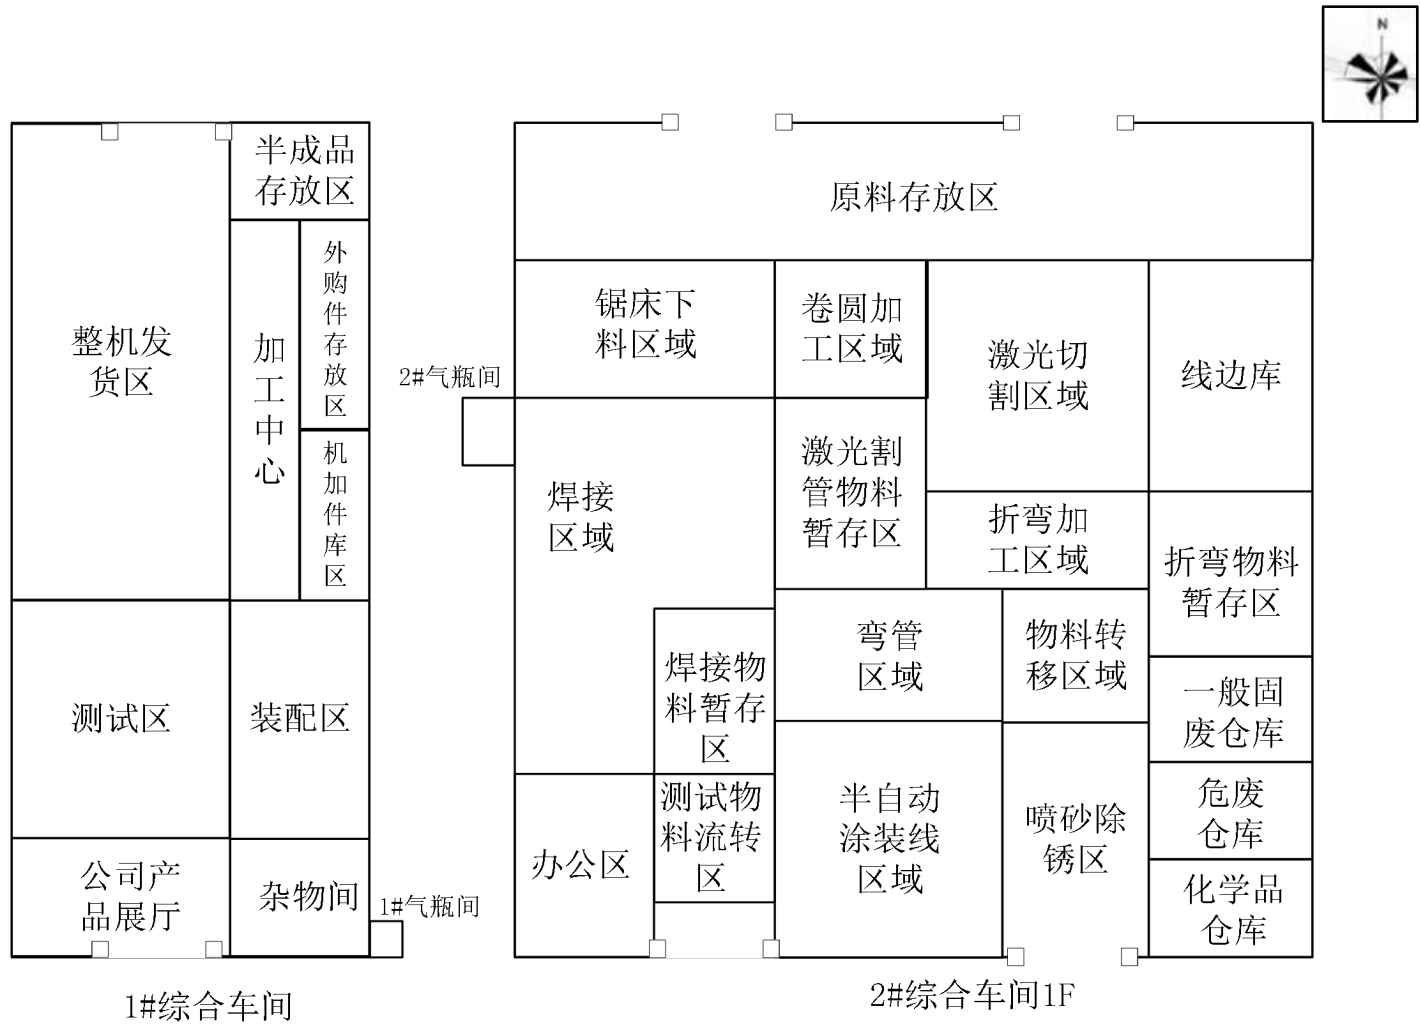 N
半成品
存放区
整机发
货区
加
工
中
心
外
购
件
存
放
区
机
加
件
库
区
测试区
装配区
公司产
品展厅
杂物间
1#气瓶间
1#综合车间
原料存放区
锯床下
料区域
卷圆加
工区域
激光切
割区域
线边库
2#气瓶间
焊接
区域
激光割
管物料
暂存区
折弯加
工区域
折弯物料
暂存区
弯管
区域
物料转
移区域
焊接物
料暂存
区
一般固
废仓库
测试物
料流转
区
办公区
半自动
涂装线
区域
喷砂除
锈区
危废
仓库
化学品
仓库
2#综合车间1F